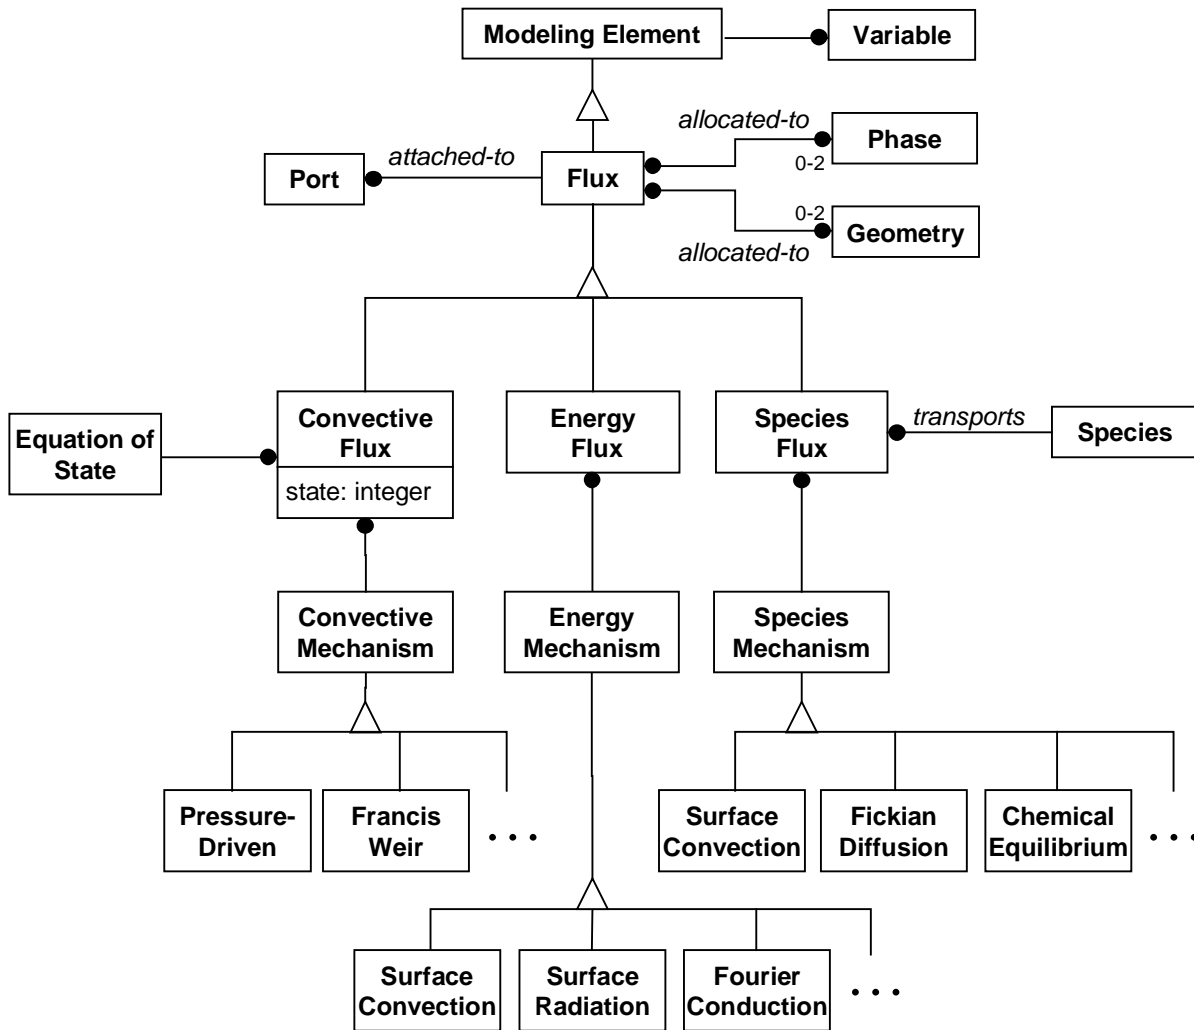 Modeling Element
Variable
allocated-to
Phase
0-2
attached-to
Port
Flux
0-2
Geometry
allocated-to
Convective
Flux
state: integer
Energy
Flux
Species
Flux
transports
Species
Equation of
State
Convective
Mechanism
Energy
Mechanism
Species
Mechanism
Pressure-
Driven
Francis
Weir
• • •
Surface
Convection
Fickian
Diffusion
Chemical
Equilibrium
• • •
Surface
Convection
Surface
Radiation
Fourier
Conduction
• • •